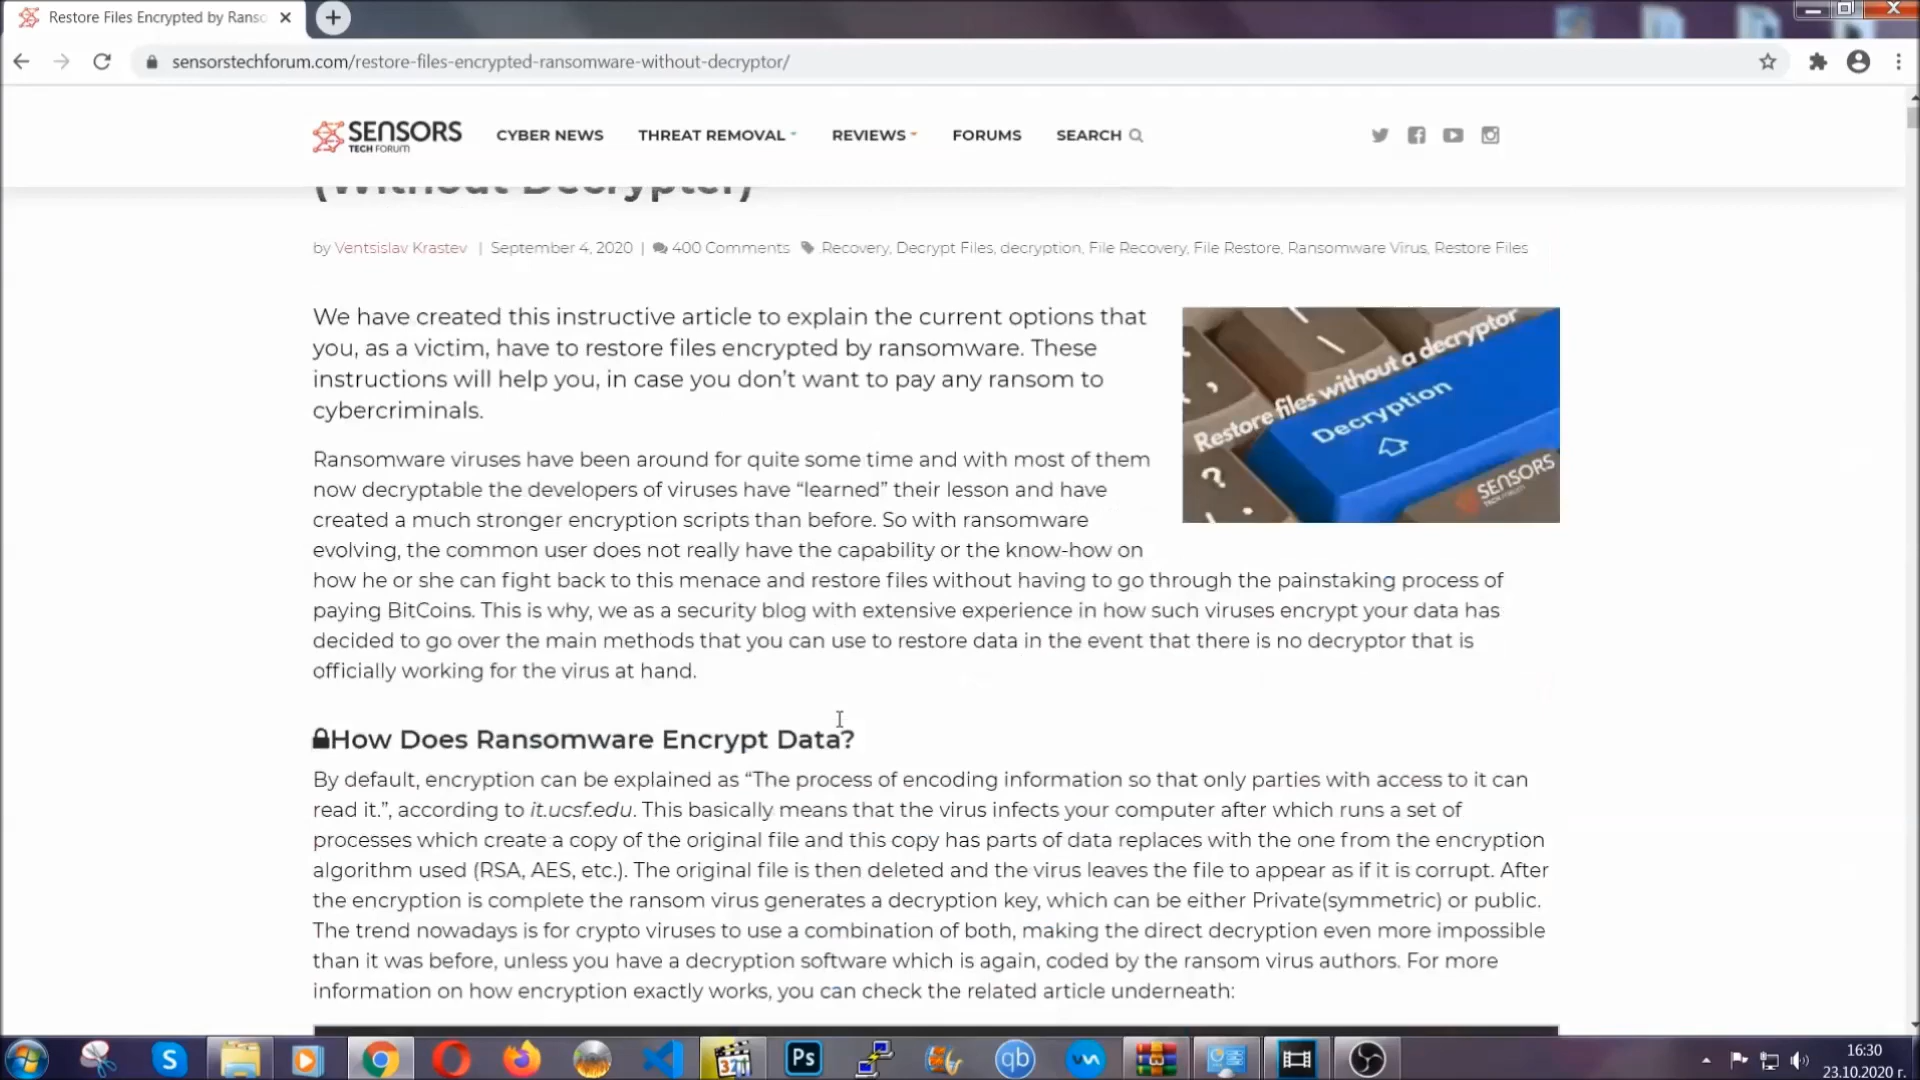 Restore Files Encrypted by Ranso
sensorstechforum.com/restore-files-encrypted-ransomware-without-decryptor/
SENSORS
TECH FORUM
CYBER NEWS
THREAT REMOVAL
REVIEWS
FORUMS
SEARCH
(Without Decrypter)
by Ventsislav Krastev | September 4, 2020 | 400 Comments Recovery, Decrypt Files, decryption, File Recovery, File Restore, Ransomware Virus, Restore Files
We have created this instructive article to explain the current options that
you, as a victim, have to restore files encrypted by ransomware. These
instructions will help you, in case you don't want to pay any ransom to
cybercriminals.
Restore files without a decryptor
Decryption
SENSORS
Ransomware viruses have been around for quite some time and with most of them
now decryptable the developers of viruses have “learned” their lesson and have
created a much stronger encryption scripts than before. So with ransomware
evolving, the common user does not really have the capability or the know-how on
how he or she can fight back to this menace and restore files without having to go through the painstaking process of
paying BitCoins. This is why, we as a security blog with extensive experience in how such viruses encrypt your data has
decided to go over the main methods that you can use to restore data in the event that there is no decryptor that is
officially working for the virus at hand.
How Does Ransomware Encrypt Data?
By default, encryption can be explained as “The process of encoding information so that only parties with access to it can
read it.”, according to it.ucsf.edu. This basically means that the virus infects your computer after which runs a set of
processes which create a copy of the original file and this copy has parts of data replaces with the one from the encryption
algorithm used (RSA, AES, etc.). The original file is then deleted and the virus leaves the file to appear as if it is corrupt. After
the encryption is complete the ransom virus generates a decryption key, which can be either Private(symmetric) or public.
The trend nowadays is for crypto viruses to use a combination of both, making the direct decryption even more impossible
than it was before, unless you have a decryption software which is again, coded by the ransom virus authors. For more
information on how encryption exactly works, you can check the related article underneath:
S
321
Ps
qb
16:30
23.10.2020 г.